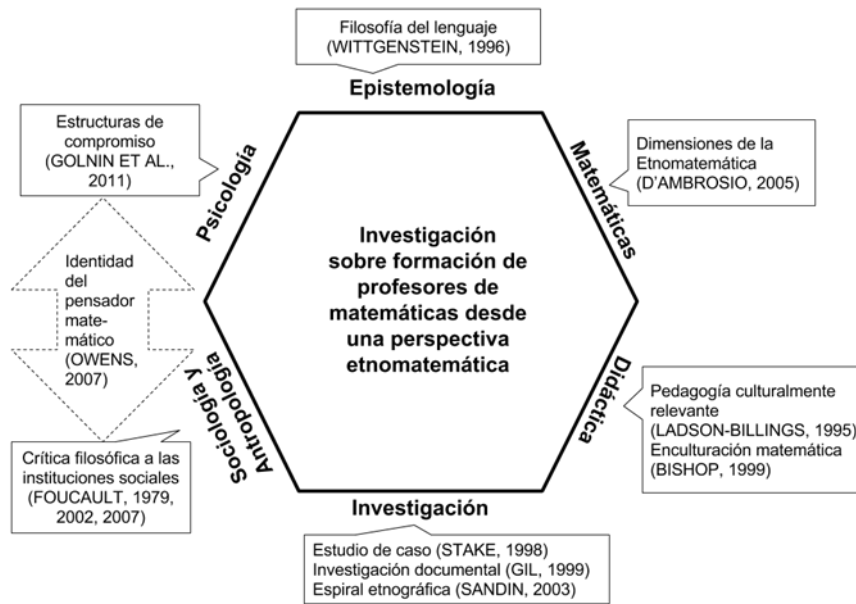 Filosofía del lenguaje
(WITTGENSTEIN, 1996)
Epistemología
Estructuras de
compromiso
(GOLNIN ET AL.,
2011)
Psicología
Matemáticas
Dimensiones de la
Etnomatemática
(D'AMBROSIO, 2005)
Identidad
del
pensador
mate-
mático
(OWENS,
2007)
Investigación
sobre formación de
profesores de
matemáticas desde
una perspectiva
etnomatemática
Sociología y
Antropología
Didáctica
Pedagogía culturalmente
relevante
(LADSON-BILLINGS, 1995)
Enculturación matemática
(BISHOP, 1999)
Crítica filosófica a las
instituciones sociales
(FOUCAULT, 1979,
2002, 2007)
Investigación
Estudio de caso (STAKE, 1998)
Investigación documental (GIL, 1999)
Espiral etnográfica (SANDIN, 2003)